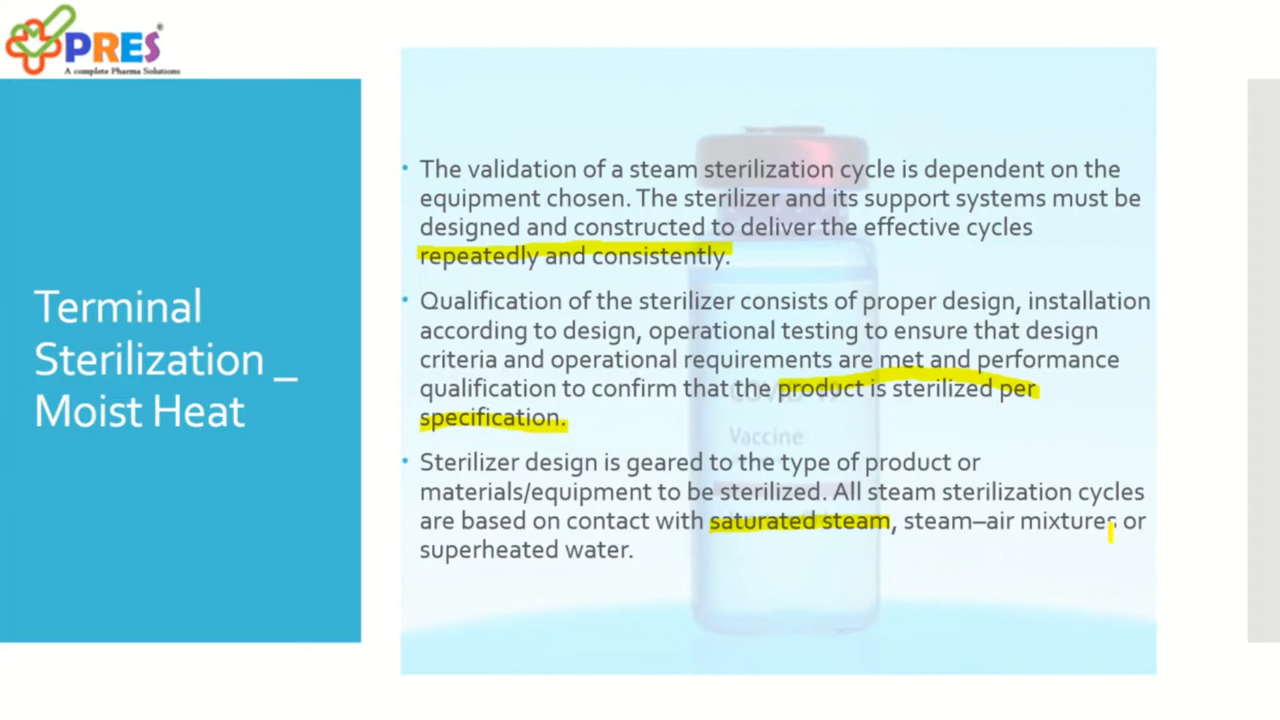 PRES®
A complete Pharma Solutions
Terminal
Sterilization _
Moist Heat
• The validation of a steam sterilization cycle is dependent on the
equipment chosen. The sterilizer and its support systems must be
designed and constructed to deliver the effective cycles
repeatedly and consistently.
• Qualification of the sterilizer consists of proper design, installation
according to design, operational testing to ensure that design
criteria and operational requirements are met and performance
qualification to confirm that the product is sterilized per
specification.
• Sterilizer design is geared to the type of product or
materials/equipment to be sterilized. All steam sterilization cycles
are based on contact with saturated steam, steam–air mixtures or
superheated water.
COVID-19
Vaccine